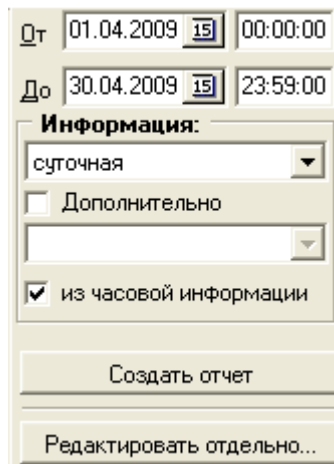 От 01.04.2009 15 00:00:00
До 30.04.2009 15 23:59:00
Информация:
суточная
Дополнительно
из часовой информации
Создать отчет
Редактировать отдельно...